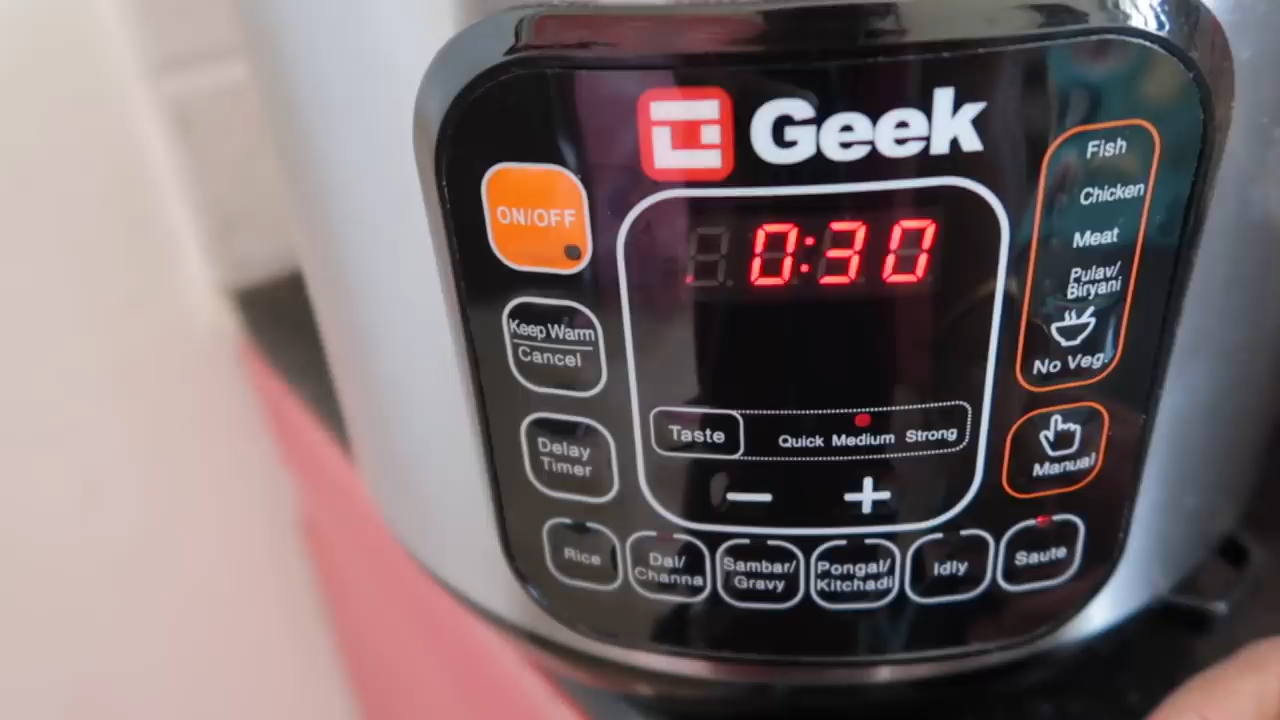 Geek
ON/OFF
0:30
Fish
Chicken
Meat
Pulav/
Biryani
No Veg.
Keep Warm
Cancel
Delay
Timer
Taste
Quick Medium Strong
Manual
Rice
Dal/
Channa
Sambar/
Gravy
Pongal/
Kitchadi
Idly
Saute